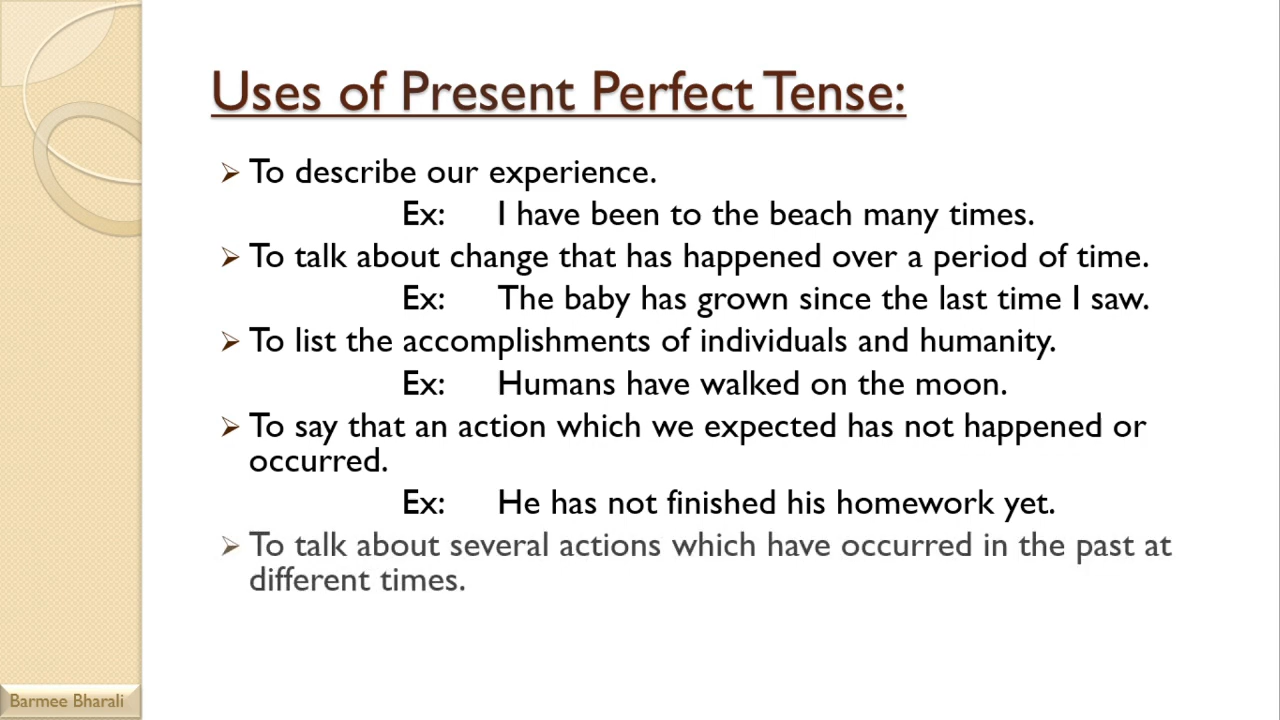 Uses of Present Perfect Tense:
➢ To describe our experience.
Ex: I have been to the beach many times.
➢ To talk about change that has happened over a period of time.
Ex: The baby has grown since the last time I saw.
➢ To list the accomplishments of individuals and humanity.
Ex: Humans have walked on the moon.
➢ To say that an action which we expected has not happened or
occurred.
Ex: He has not finished his homework yet.
➢ To talk about several actions which have occurred in the past at
different times.
Barmee Bharali